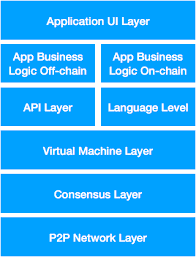 Application UI Layer
App Business
Logic Off-chain
App Business
Logic On-chain
API Layer
Language Level
Virtual Machine Layer
Consensus Layer
P2P Network Layer